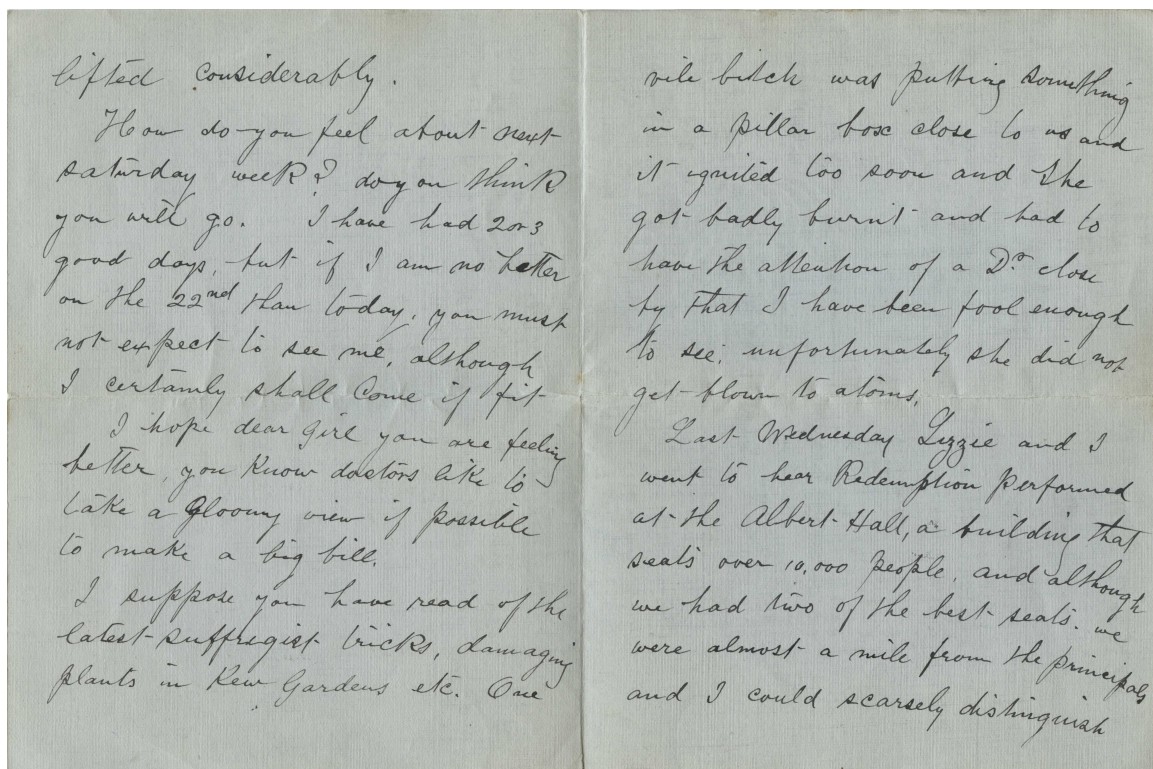 lifted considerably.
How do you feel about next
saturday week? do you think
you will go. I have had 2 or 3
good days, but if I am no better
on the 22nd than today, you must
not expect to see me, although
I certainly shall come if fit
I hope dear girl you are feeling
better, you know doctors like to
take a gloomy view if possible
to make a big bill.
I suppose you have read of the
latest suffregist tricks, damaging
plants in Kew Gardens etc. One
vile bitch was putting something
in a pillar box close to us and
it ignited too soon and she
got badly burnt and had to
have the attention of a Dr. close
by that I have been fool enough
to see, unfortunately she did not
get blown to atoms.
Last Wednesday Lizzie and I
went to hear Redemption performed
at the Albert Hall, a building that
seats over 10,000 people, and although
we had two of the best seats. we
were almost a mile from the principals
and I could scarsely distinguish